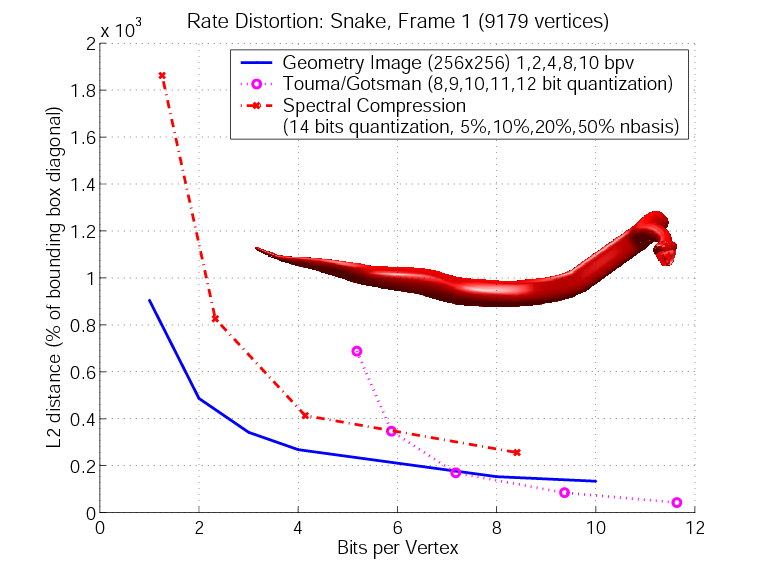 Rate Distortion: Snake, Frame 1 (9179 vertices)
x 10³
Geometry Image (256x256) 1,2,4,8,10 bpv
Touma/Gotsman (8,9,10,11,12 bit quantization)
Spectral Compression
(14 bits quantization, 5%,10%,20%,50% nbasis)
L2 distance (% of bounding box diagonal)
2
1.8
1.6
1.4
1.2
1
0.8
0.6
0.4
0.2
0
0 2 4 6 8 10 12
Bits per Vertex